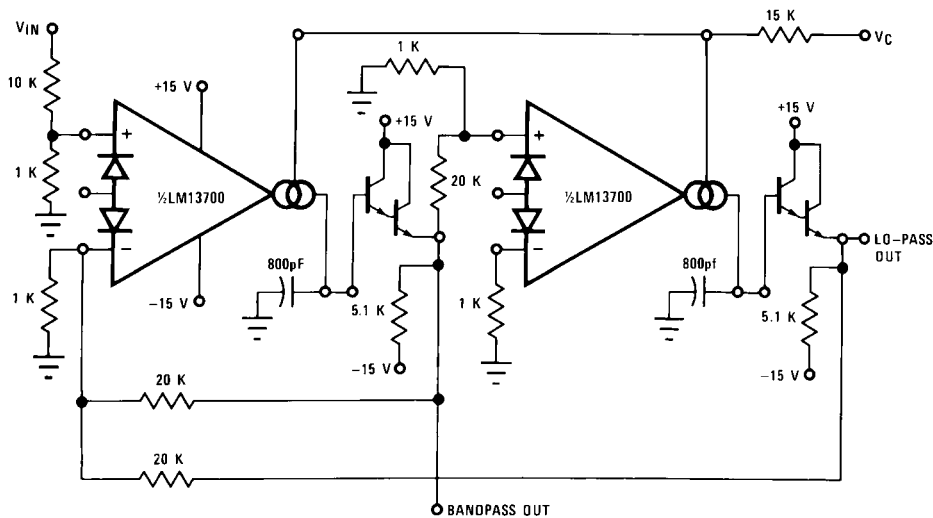 VIN
15 K
VC
1 K
10 K
+15 V
+15 V
+15 V
+
+
1 K
½LM13700
20 K
½LM13700
−
−
LO-PASS OUT
800pF
800pf
1 K
−15 V
5.1 K
1 K
5.1 K
−15 V
−15 V
20 K
20 K
BANDPASS OUT